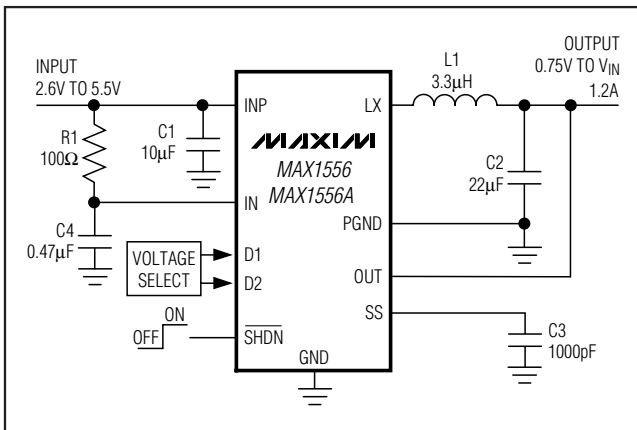 INPUT
2.6V TO 5.5V
R1
100Ω
C1
10µF
C4
0.47µF
VOLTAGE
SELECT
ON
OFF
INP
IN
D1
D2
SHDN
GND
MAXIM
MAX1556
MAX1556A
LX
PGND
OUT
SS
L1
3.3µH
OUTPUT
0.75V TO VIN
1.2A
C2
22µF
C3
1000pF